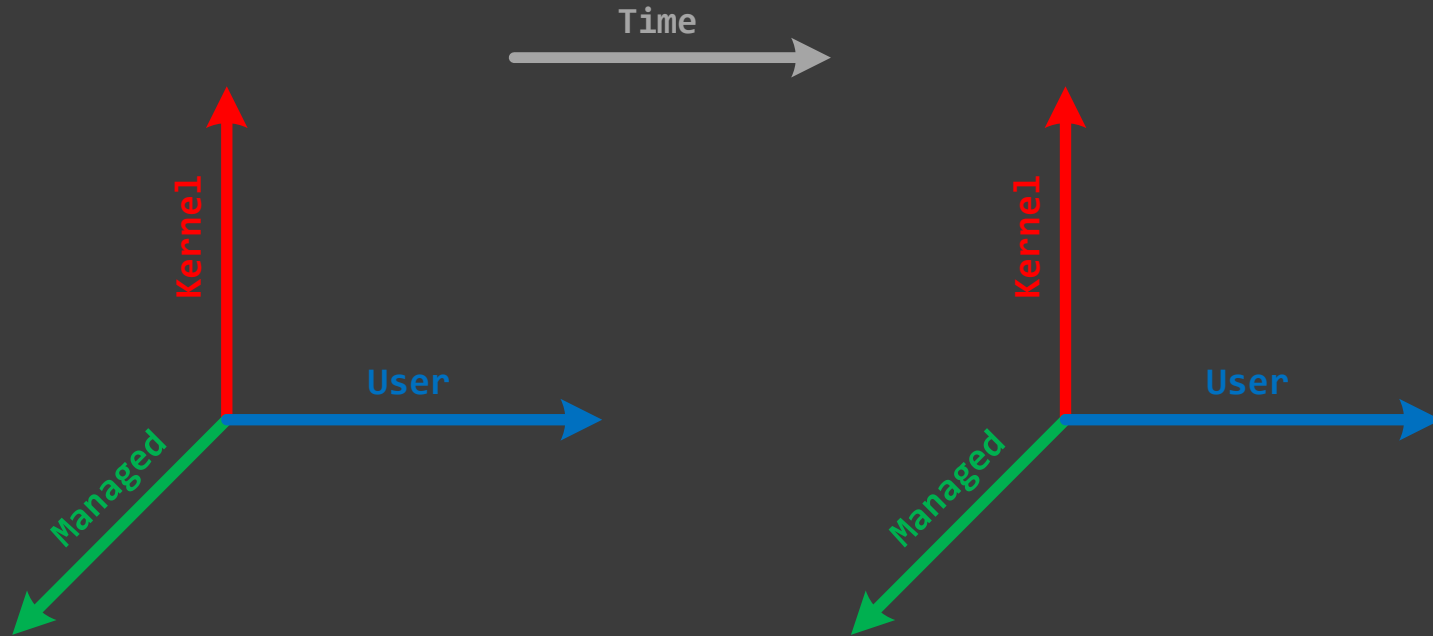 Time
Kernel
User
Managed
Kernel
User
Managed